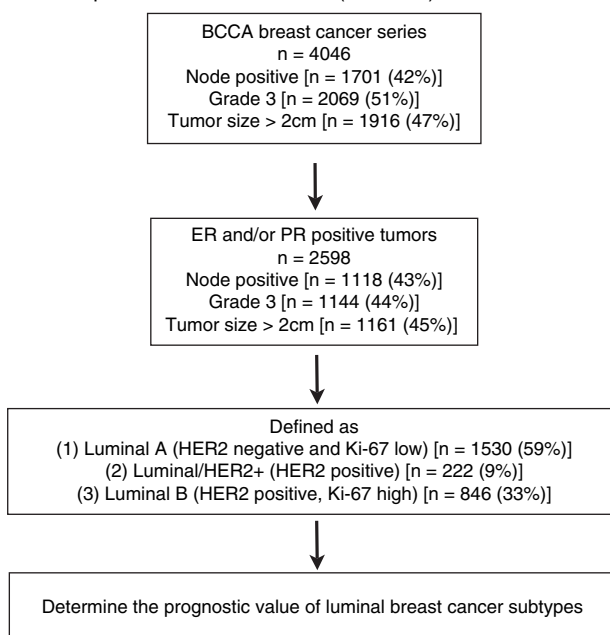 BCCA breast cancer series
n = 4046
Node positive [n = 1701 (42%)]
Grade 3 [n = 2069 (51%)]
Tumor size > 2cm [n = 1916 (47%)]
ER and/or PR positive tumors
n = 2598
Node positive [n = 1118 (43%)]
Grade 3 [n = 1144 (44%)]
Tumor size > 2cm [n = 1161 (45%)]
Defined as
(1) Luminal A (HER2 negative and Ki-67 low) [n = 1530 (59%)]
(2) Luminal/HER2+ (HER2 positive) [n = 222 (9%)]
(3) Luminal B (HER2 positive, Ki-67 high) [n = 846 (33%)]
Determine the prognostic value of luminal breast cancer subtypes